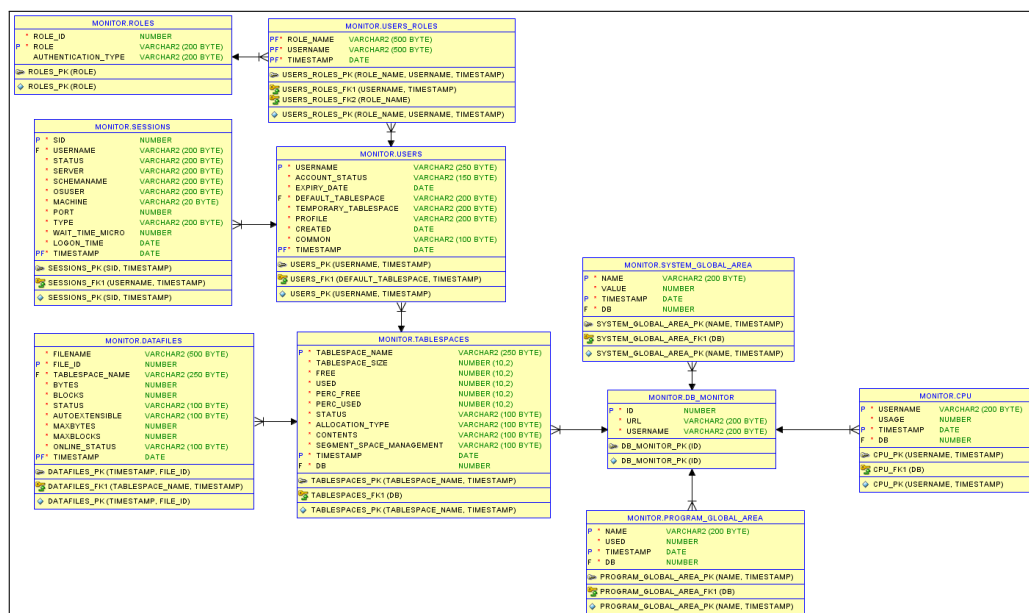 MONITOR.ROLES
* ROLE_ID NUMBER
P * ROLE VARCHAR2 (200 BYTE)
AUTHENTICATION_TYPE VARCHAR2 (200 BYTE)
ROLES_PK (ROLE)
ROLES_PK (ROLE)
MONITOR.USERS_ROLES
PF* ROLE_NAME VARCHAR2 (500 BYTE)
PF* USERNAME VARCHAR2 (500 BYTE)
PF* TIMESTAMP DATE
USERS_ROLES_PK (ROLE_NAME, USERNAME, TIMESTAMP)
USERS_ROLES_FK1 (USERNAME, TIMESTAMP)
USERS_ROLES_FK2 (ROLE_NAME)
USERS_ROLES_PK (ROLE_NAME, USERNAME, TIMESTAMP)
MONITOR.SESSIONS
P * SID NUMBER
F * USERNAME VARCHAR2 (200 BYTE)
* STATUS VARCHAR2 (200 BYTE)
* SERVER VARCHAR2 (200 BYTE)
* SCHEMANAME VARCHAR2 (200 BYTE)
* OSUSER VARCHAR2 (200 BYTE)
* MACHINE VARCHAR2 (20 BYTE)
* PORT NUMBER
* TYPE VARCHAR2 (200 BYTE)
* WAIT_TIME_MICRO NUMBER
* LOGON_TIME DATE
PF* TIMESTAMP DATE
SESSIONS_PK (SID, TIMESTAMP)
SESSIONS_FK1 (USERNAME, TIMESTAMP)
SESSIONS_PK (SID, TIMESTAMP)
MONITOR.USERS
P * USERNAME VARCHAR2 (250 BYTE)
* ACCOUNT_STATUS VARCHAR2 (150 BYTE)
* EXPIRY_DATE DATE
F * DEFAULT_TABLESPACE VARCHAR2 (200 BYTE)
* TEMPORARY_TABLESPACE VARCHAR2 (200 BYTE)
* PROFILE VARCHAR2 (200 BYTE)
* CREATED DATE
* COMMON VARCHAR2 (100 BYTE)
PF* TIMESTAMP DATE
USERS_PK (USERNAME, TIMESTAMP)
USERS_FK1 (DEFAULT_TABLESPACE, TIMESTAMP)
USERS_PK (USERNAME, TIMESTAMP)
MONITOR.SYSTEM_GLOBAL_AREA
P * NAME VARCHAR2 (200 BYTE)
* VALUE NUMBER
P * TIMESTAMP DATE
F * DB NUMBER
SYSTEM_GLOBAL_AREA_PK (NAME, TIMESTAMP)
SYSTEM_GLOBAL_AREA_FK1 (DB)
SYSTEM_GLOBAL_AREA_PK (NAME, TIMESTAMP)
MONITOR.DATAFILES
* FILENAME VARCHAR2 (500 BYTE)
P * FILE_ID NUMBER
F * TABLESPACE_NAME VARCHAR2 (250 BYTE)
* BYTES NUMBER
* BLOCKS NUMBER
* STATUS VARCHAR2 (100 BYTE)
* AUTOEXTENSIBLE VARCHAR2 (100 BYTE)
* MAXBYTES NUMBER
* MAXBLOCKS NUMBER
* ONLINE_STATUS VARCHAR2 (100 BYTE)
PF* TIMESTAMP DATE
DATAFILES_PK (TIMESTAMP, FILE_ID)
DATAFILES_FK1 (TABLESPACE_NAME, TIMESTAMP)
DATAFILES_PK (TIMESTAMP, FILE_ID)
MONITOR.TABLESPACES
P * TABLESPACE_NAME VARCHAR2 (250 BYTE)
* TABLESPACE_SIZE NUMBER (10,2)
* FREE NUMBER (10,2)
* USED NUMBER (10,2)
* PERC_FREE NUMBER (10,2)
* PERC_USED NUMBER (10,2)
* STATUS VARCHAR2 (100 BYTE)
* ALLOCATION_TYPE VARCHAR2 (100 BYTE)
* CONTENTS VARCHAR2 (100 BYTE)
* SEGMENT_SPACE_MANAGEMENT VARCHAR2 (100 BYTE)
P * TIMESTAMP DATE
F * DB NUMBER
TABLESPACES_PK (TABLESPACE_NAME, TIMESTAMP)
TABLESPACES_FK1 (DB)
TABLESPACES_PK (TABLESPACE_NAME, TIMESTAMP)
MONITOR.DB_MONITOR
P * ID NUMBER
* URL VARCHAR2 (200 BYTE)
* USERNAME VARCHAR2 (200 BYTE)
DB_MONITOR_PK (ID)
DB_MONITOR_PK (ID)
MONITOR.CPU
P * USERNAME VARCHAR2 (200 BYTE)
* USAGE NUMBER
P * TIMESTAMP DATE
F * DB NUMBER
CPU_PK (USERNAME, TIMESTAMP)
CPU_FK1 (DB)
CPU_PK (USERNAME, TIMESTAMP)
MONITOR.PROGRAM_GLOBAL_AREA
P * NAME VARCHAR2 (200 BYTE)
* USED NUMBER
P * TIMESTAMP DATE
F * DB NUMBER
PROGRAM_GLOBAL_AREA_PK (NAME, TIMESTAMP)
PROGRAM_GLOBAL_AREA_FK1 (DB)
PROGRAM_GLOBAL_AREA_PK (NAME, TIMESTAMP)